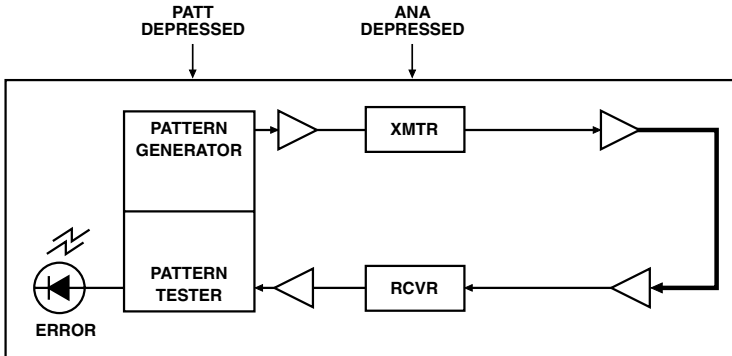 PATT
DEPRESSED
ANA
DEPRESSED
PATTERN
GENERATOR
XMTR
PATTERN
TESTER
RCVR
ERROR